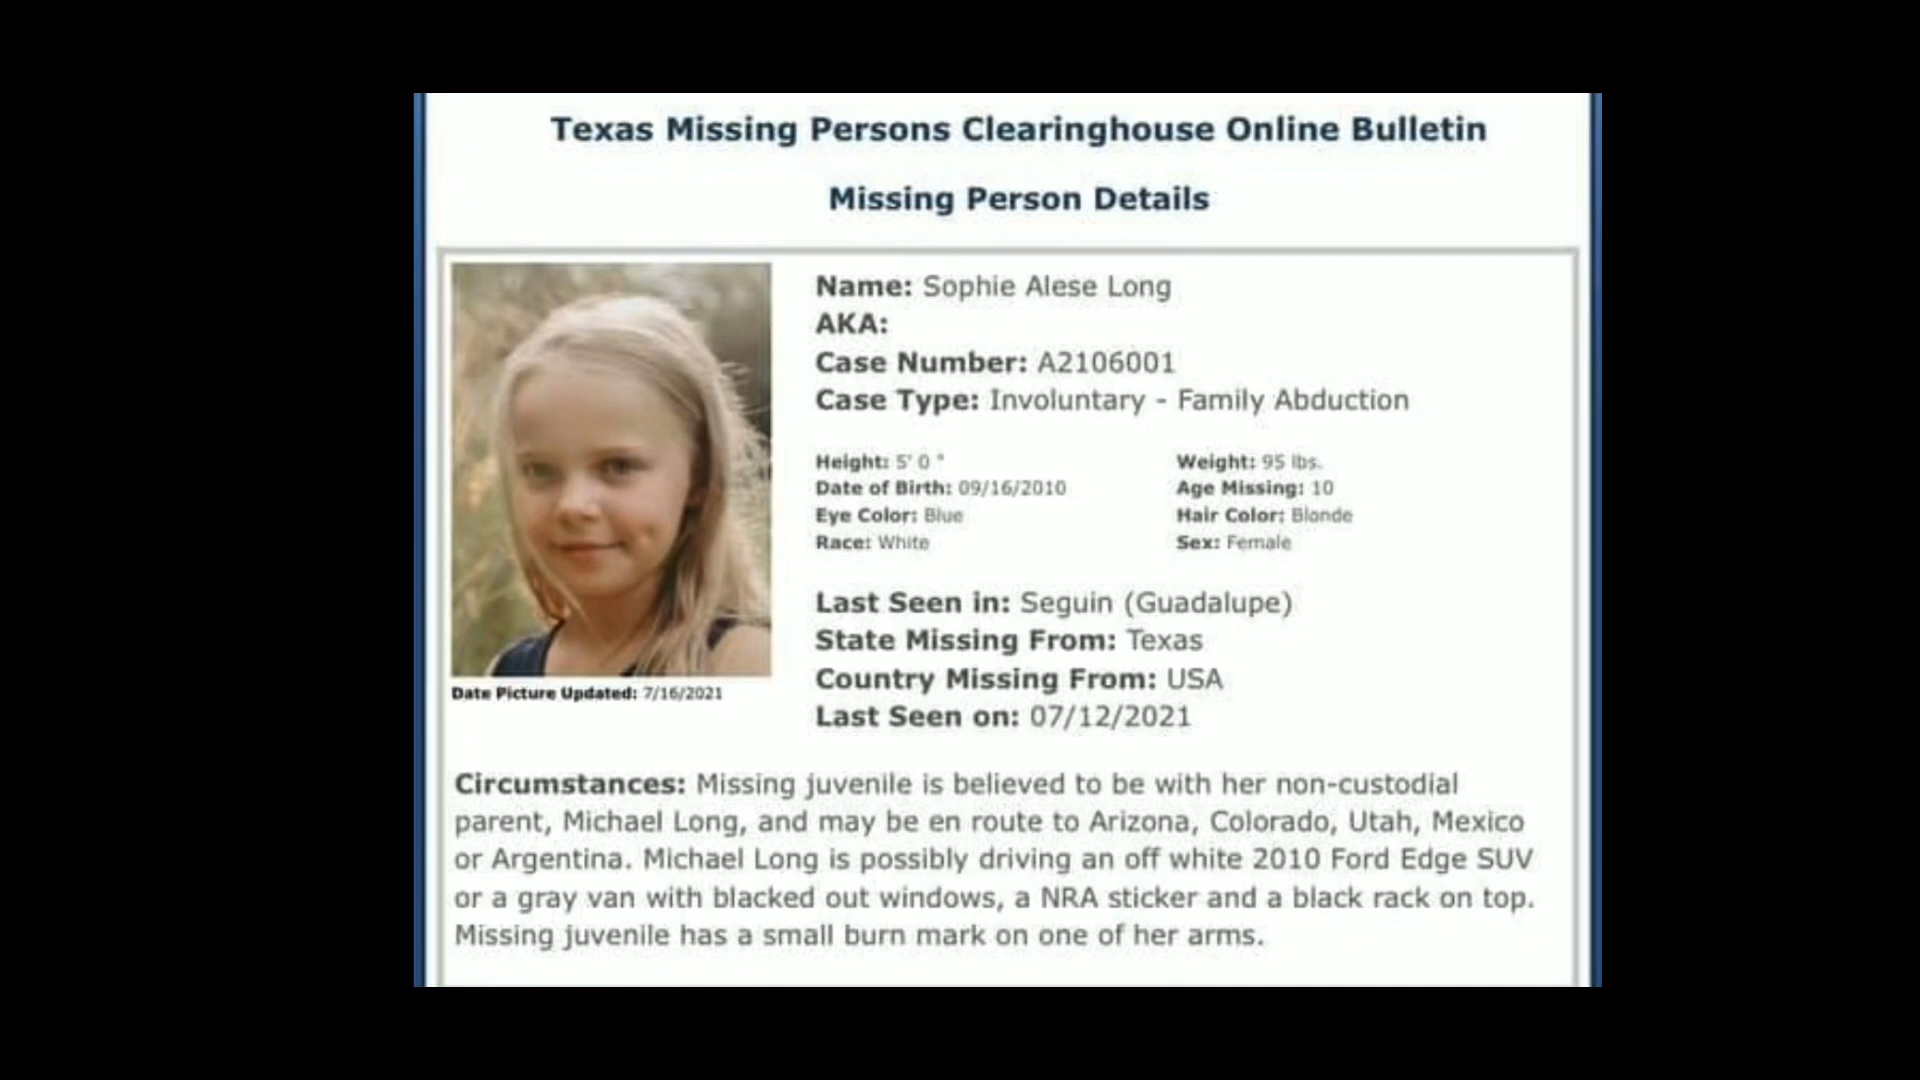 Texas Missing Persons Clearinghouse Online Bulletin
Missing Person Details
Name: Sophie Alese Long
AKA:
Case Number: A2106001
Case Type: Involuntary - Family Abduction
Height: 5' 0 "
Weight: 95 lbs.
Date of Birth: 09/16/2010
Age Missing: 10
Eye Color: Blue
Hair Color: Blonde
Race: White
Sex: Female
Last Seen in: Seguin (Guadalupe)
State Missing From: Texas
Country Missing From: USA
Last Seen on: 07/12/2021
Date Picture Updated: 7/16/2021
Circumstances: Missing juvenile is believed to be with her non-custodial
parent, Michael Long, and may be en route to Arizona, Colorado, Utah, Mexico
or Argentina. Michael Long is possibly driving an off white 2010 Ford Edge SUV
or a gray van with blacked out windows, a NRA sticker and a black rack on top.
Missing juvenile has a small burn mark on one of her arms.